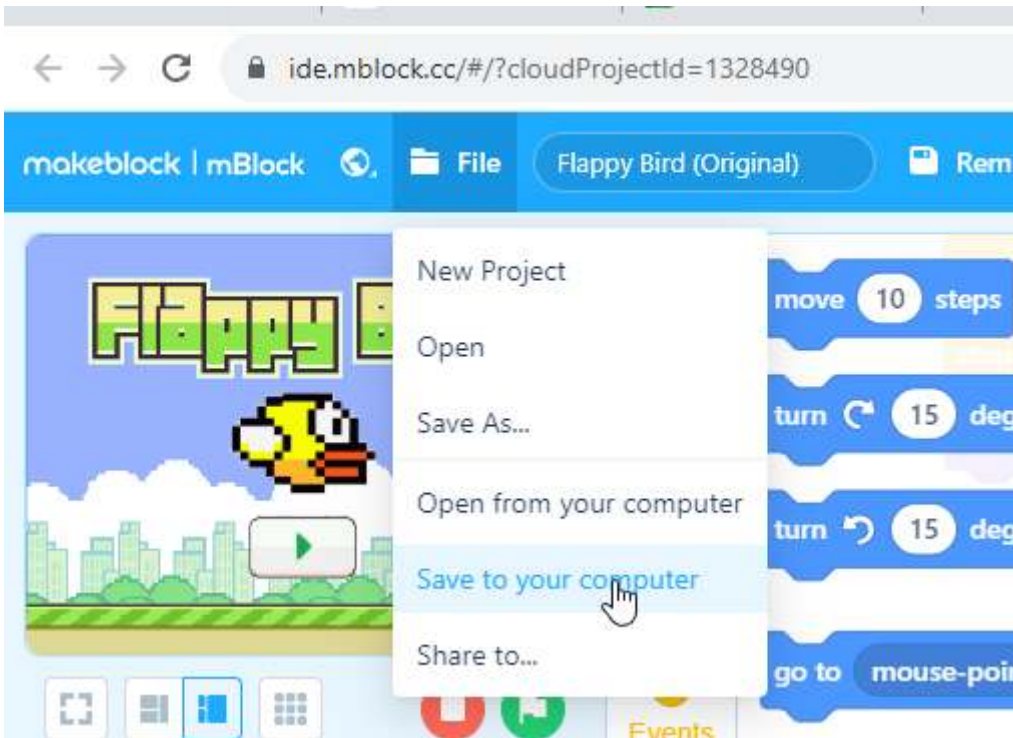 ide.mblock.cc/#/?cloudProjectId=1328490
makeblock | mBlock File Flappy Bird (Original)
New Project
Open
Save As...
Open from your computer
Save to your computer
Share to...
Flappy
move 10 steps
turn 15
turn 15
go to
Events